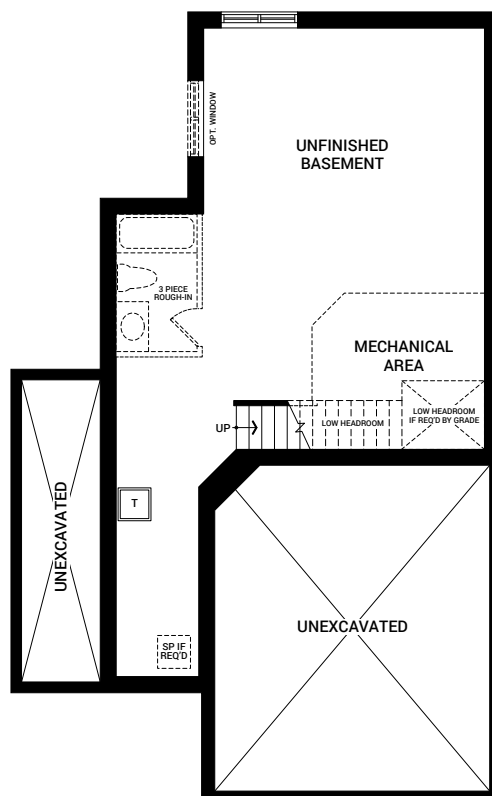 OPT. WINDOW
UNFINISHED
BASEMENT
3 PIECE
ROUGH-IN
MECHANICAL
AREA
UP
LOW HEADROOM
LOW HEADROOM
IF REQ'D BY GRADE
T
UNEXCAVATED
UNEXCAVATED
SP IF
REQ'D